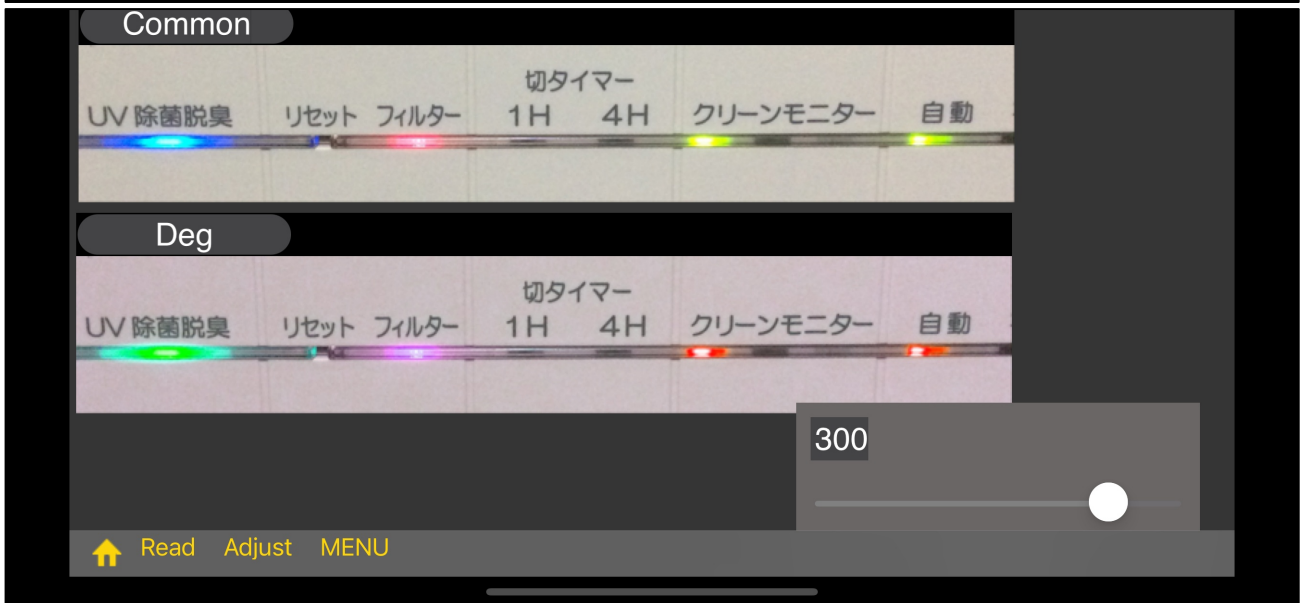 Common
切タイマー
UV 除菌脱臭 リセット フィルター 1H 4H クリーンモニター 自動
Deg
切タイマー
UV 除菌脱臭 リセット フィルター 1H 4H クリーンモニター 自動
300
Read Adjust MENU